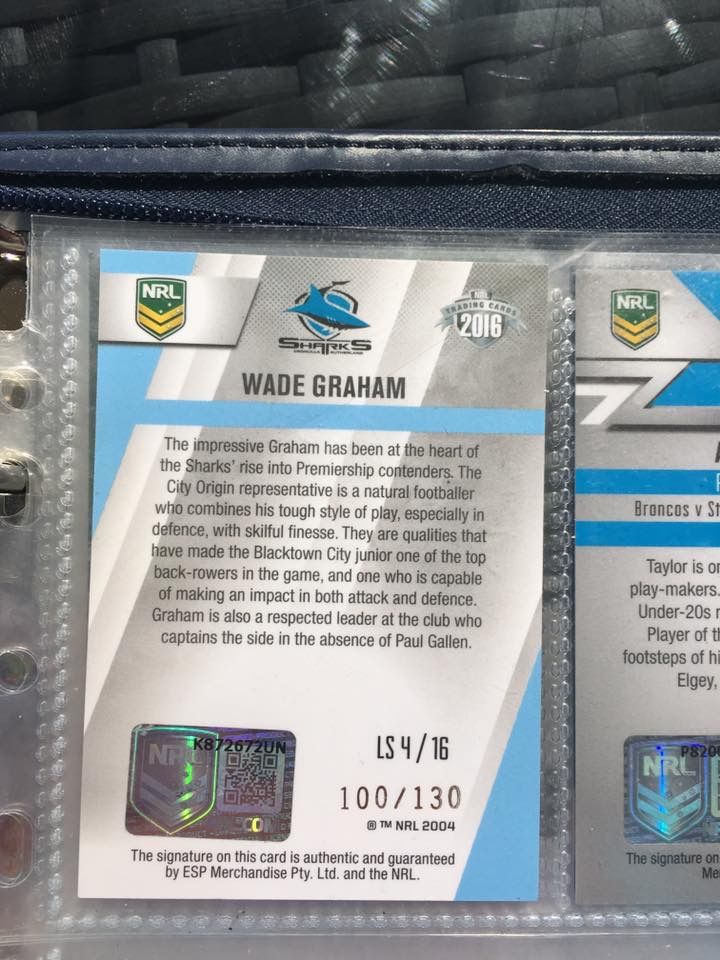 NRL
SHARKS
CRONULLA SUTHERLAND
NRL
TRADING CARDS
2016
WADE GRAHAM
The impressive Graham has been at the heart of
the Sharks' rise into Premiership contenders. The
City Origin representative is a natural footballer
who combines his tough style of play, especially in
defence, with skilful finesse. They are qualities that
have made the Blacktown City junior one of the top
back-rowers in the game, and one who is capable
of making an impact in both attack and defence.
Graham is also a respected leader at the club who
captains the side in the absence of Paul Gallen.
NRL
K872672UN
LS 4/16
100/130
® ™ NRL 2004
The signature on this card is authentic and guaranteed
by ESP Merchandise Pty. Ltd. and the NRL.
NRL
Broncos v St
Taylor is or
play-makers.
Under-20s
Player of th
footsteps of hi
Elgey,
P820
NRL
The signature on
Me